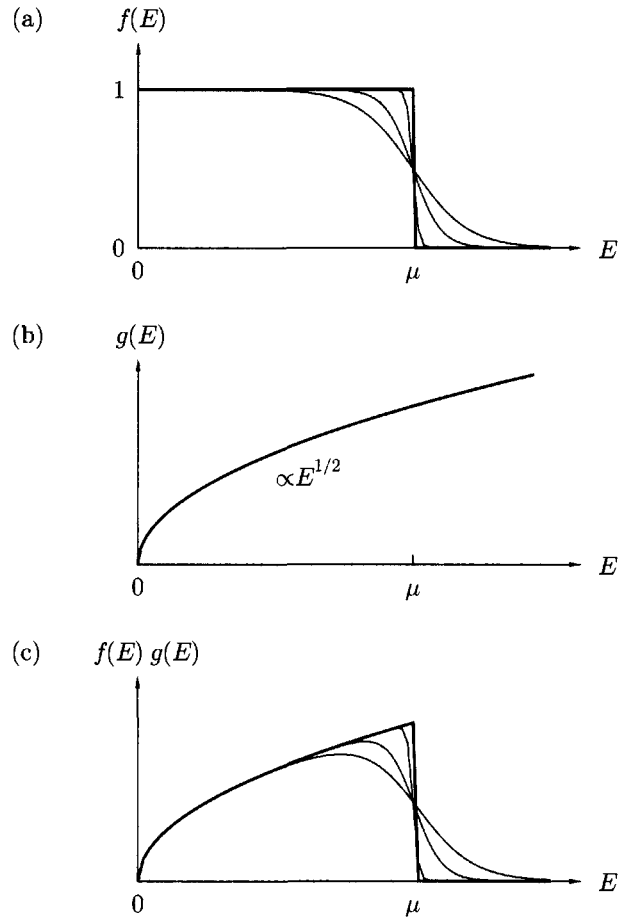 (a) f(E)
1
0
0 μ E
(b) g(E)
∝E^{1/2}
0 μ E
(c) f(E) g(E)
0 μ E